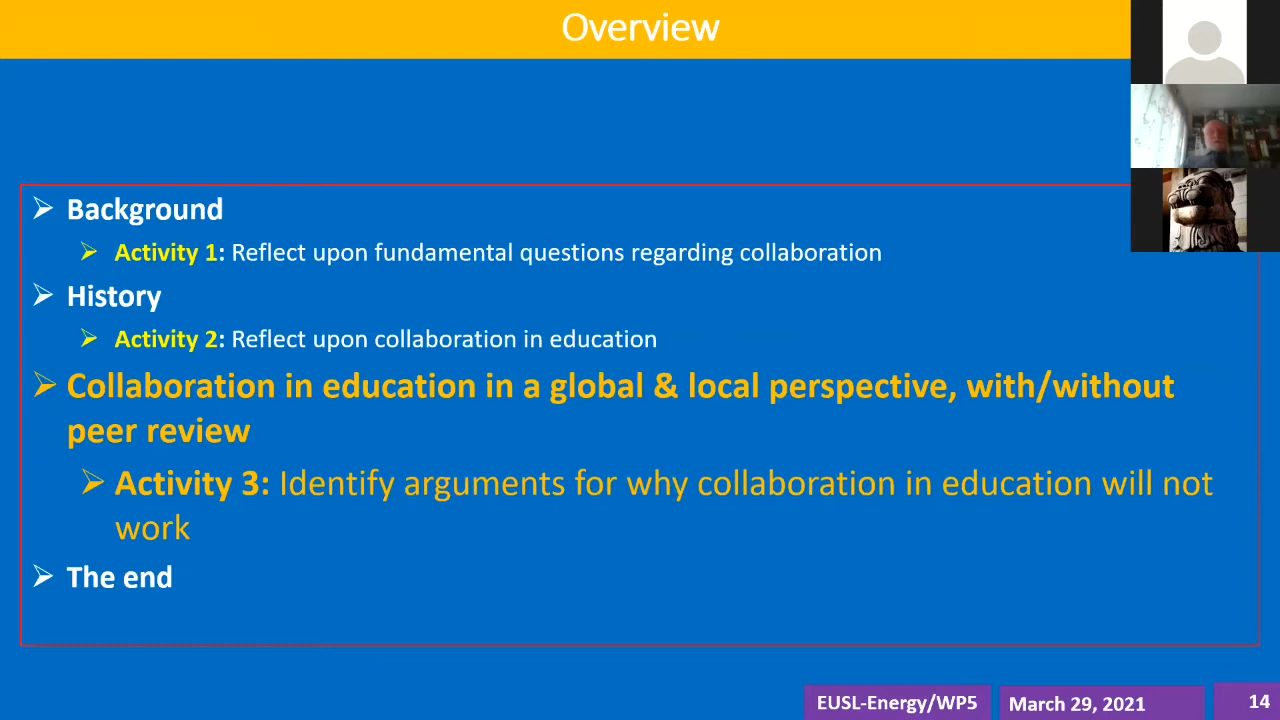 Overview
Background
Activity 1: Reflect upon fundamental questions regarding collaboration
History
Activity 2: Reflect upon collaboration in education
Collaboration in education in a global & local perspective, with/without
peer review
Activity 3: Identify arguments for why collaboration in education will not
work
The end
EUSL-Energy/WP5
March 29, 2021
14